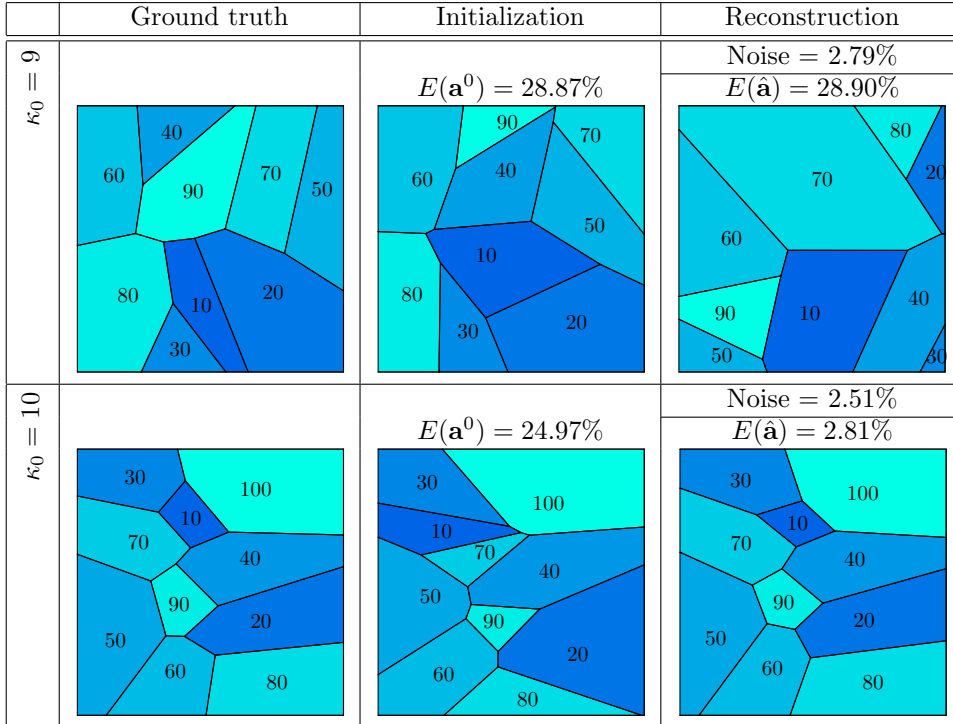 Ground truth Initialization Reconstruction
κ₀ = 9
Noise = 2.79%
E(𝐚⁰) = 28.87% E(𝐚̂) = 28.90%
60 40 90 70 50 80 10 20 30
60 90 70 40 50 10 80 30 20
80 20 70 60 90 10 40 50 30
κ₀ = 10
Noise = 2.51%
E(𝐚⁰) = 24.97% E(𝐚̂) = 2.81%
30 100 10 70 40 90 50 20 60 80
30 100 10 70 40 50 90 20 60 80
30 100 10 70 40 90 50 20 60 80